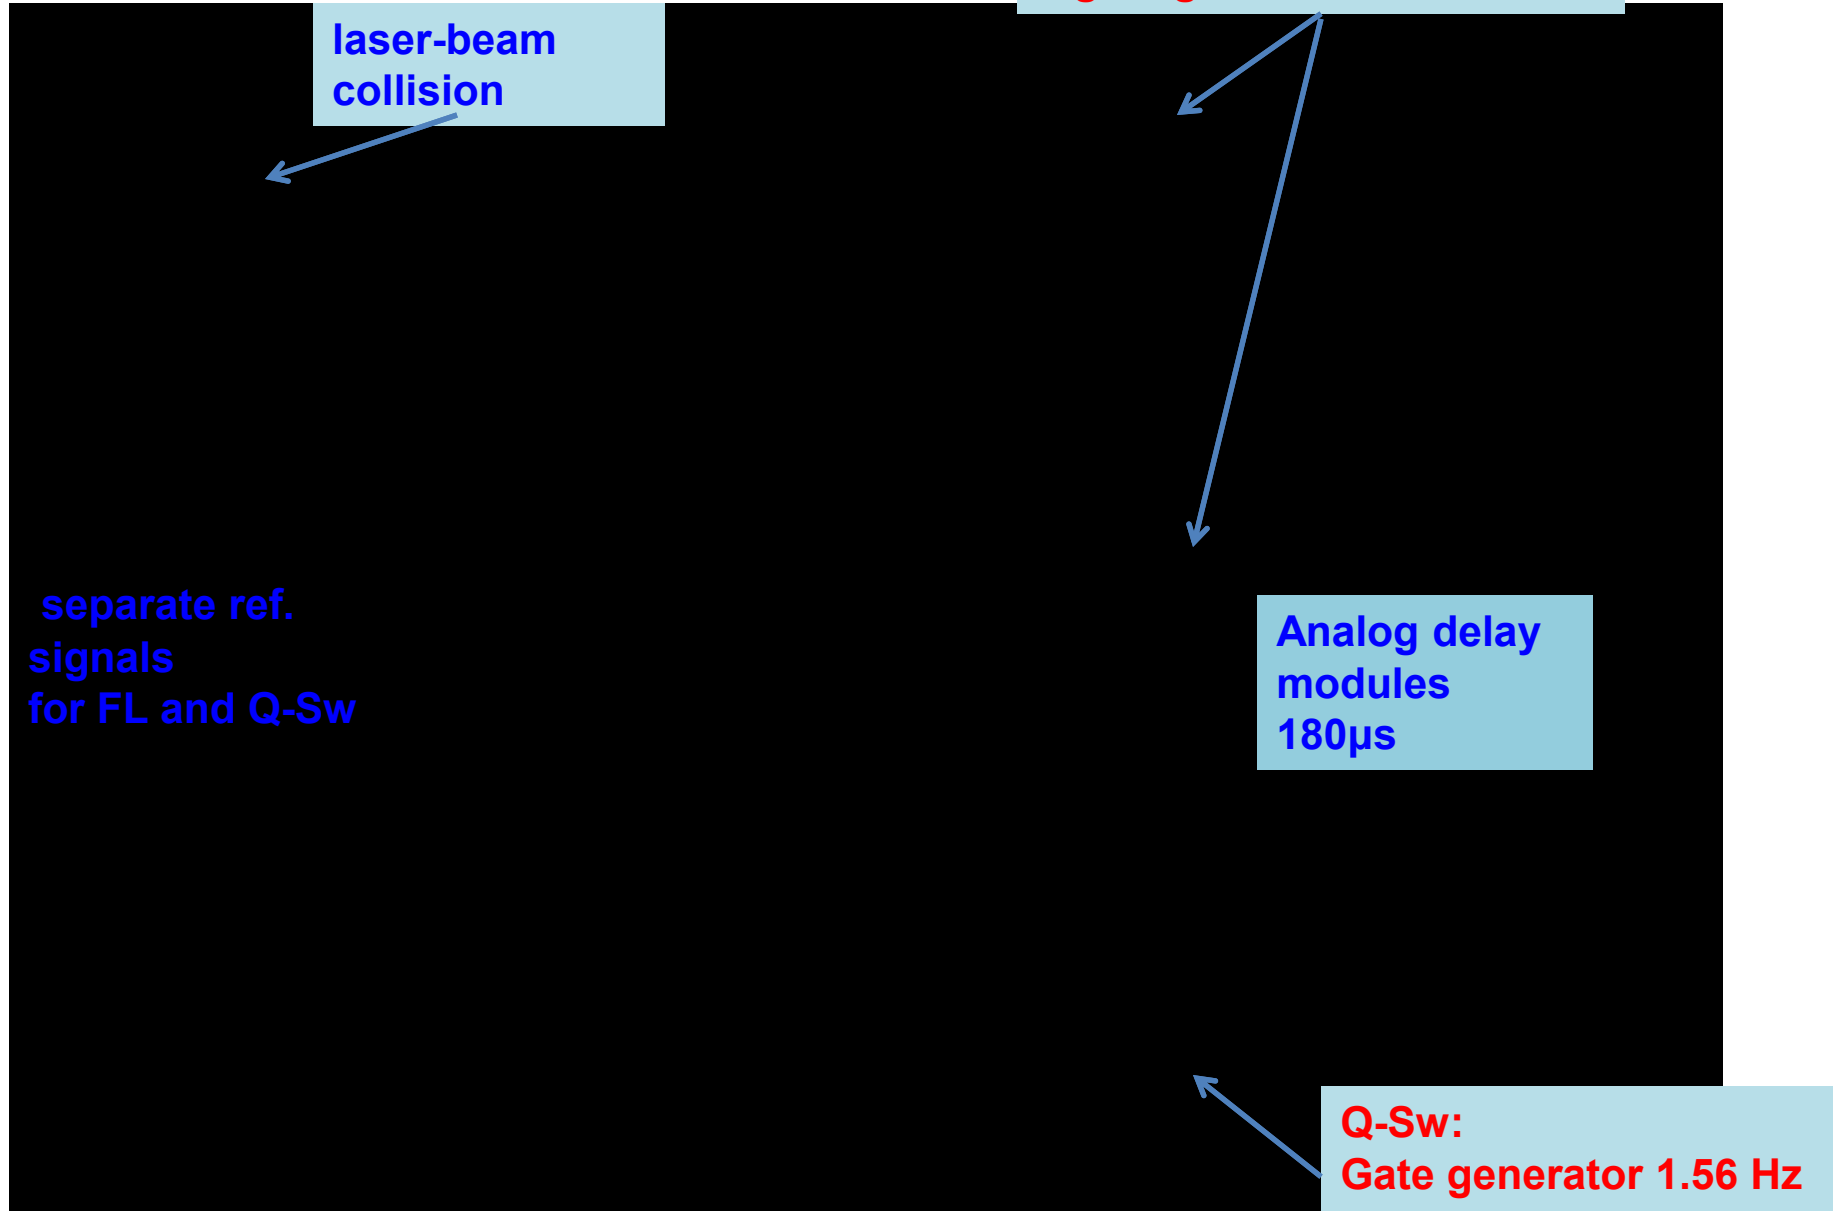 laser-beam
collision
separate ref.
signals
for FL and Q-Sw
Analog delay
modules
180µs
Q-Sw:
Gate generator 1.56 Hz